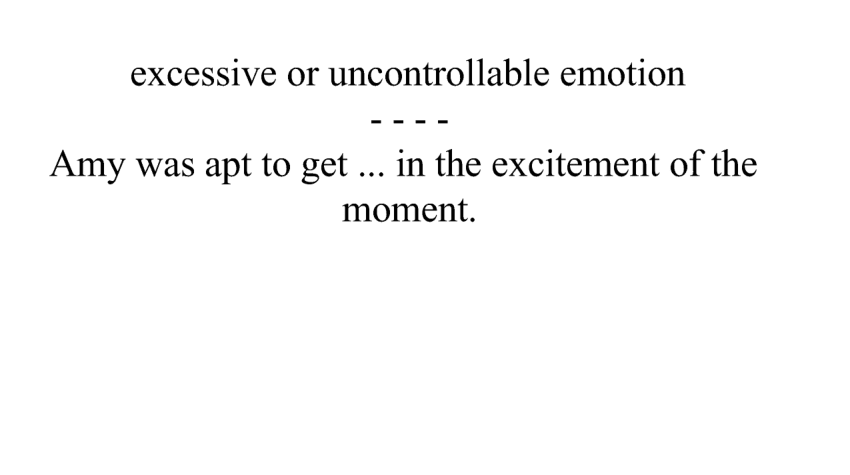 excessive or uncontrollable emotion
- - - -
Amy was apt to get ... in the excitement of the
moment.